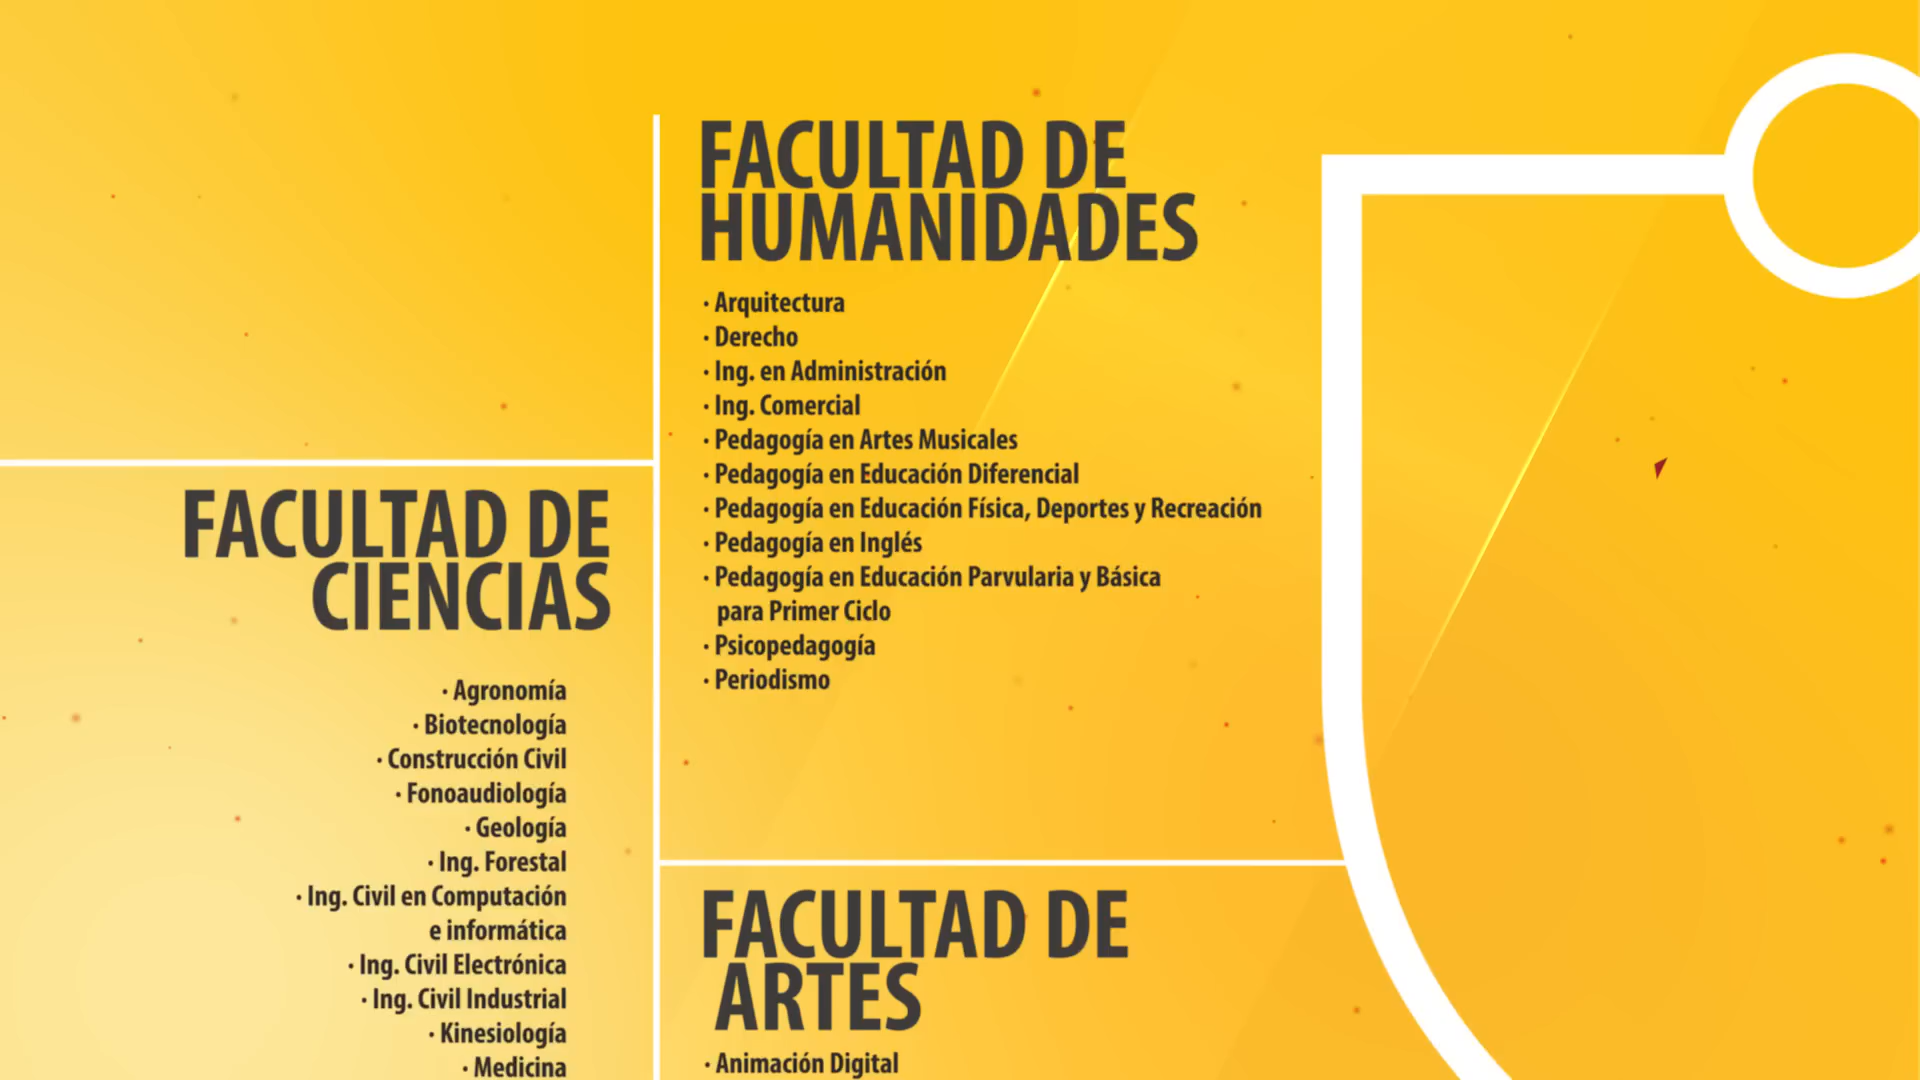 FACULTAD DE
HUMANIDADES
· Arquitectura
· Derecho
· Ing. en Administración
· Ing. Comercial
· Pedagogía en Artes Musicales
· Pedagogía en Educación Diferencial
· Pedagogía en Educación Física, Deportes y Recreación
· Pedagogía en Inglés
· Pedagogía en Educación Parvularia y Básica
para Primer Ciclo
· Psicopedagogía
· Periodismo
FACULTAD DE
CIENCIAS
· Agronomía
· Biotecnología
· Construcción Civil
· Fonoaudiología
· Geología
· Ing. Forestal
· Ing. Civil en Computación
e informática
· Ing. Civil Electrónica
· Ing. Civil Industrial
· Kinesiología
· Medicina
FACULTAD DE
ARTES
· Animación Digital